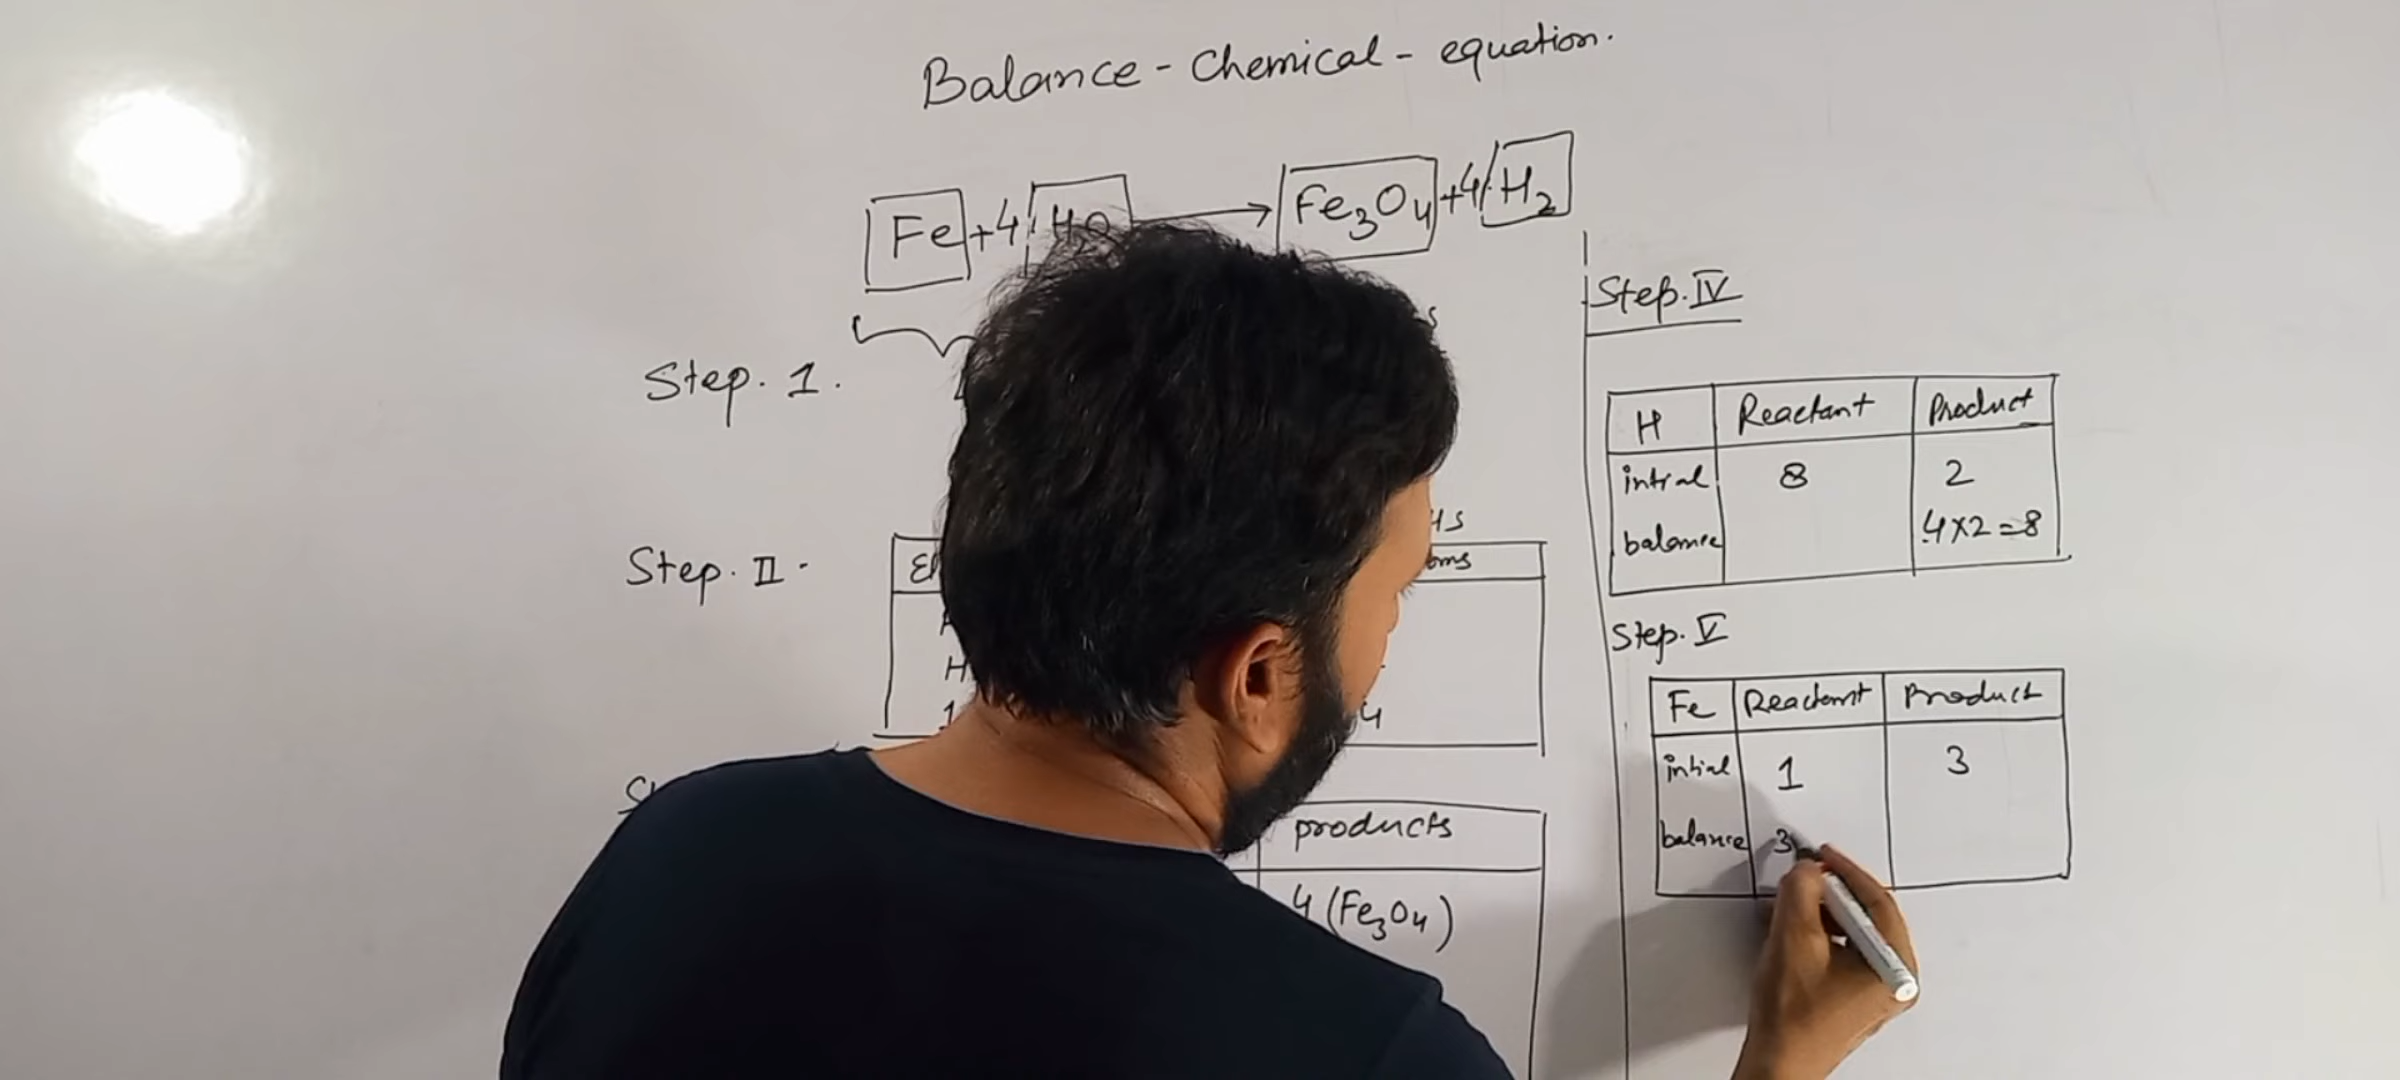 Balance - Chemical - equation.
Fe + 4 H2O → Fe3O4 + 4 H2
Step. 1.
Step. II.
H
4
products
4 (Fe3O4)
Step. IV
H Reactant Product
intial 8 2
balance 4x2=8
Step. V
Fe Reactant Product
intial 1 3
balance 3